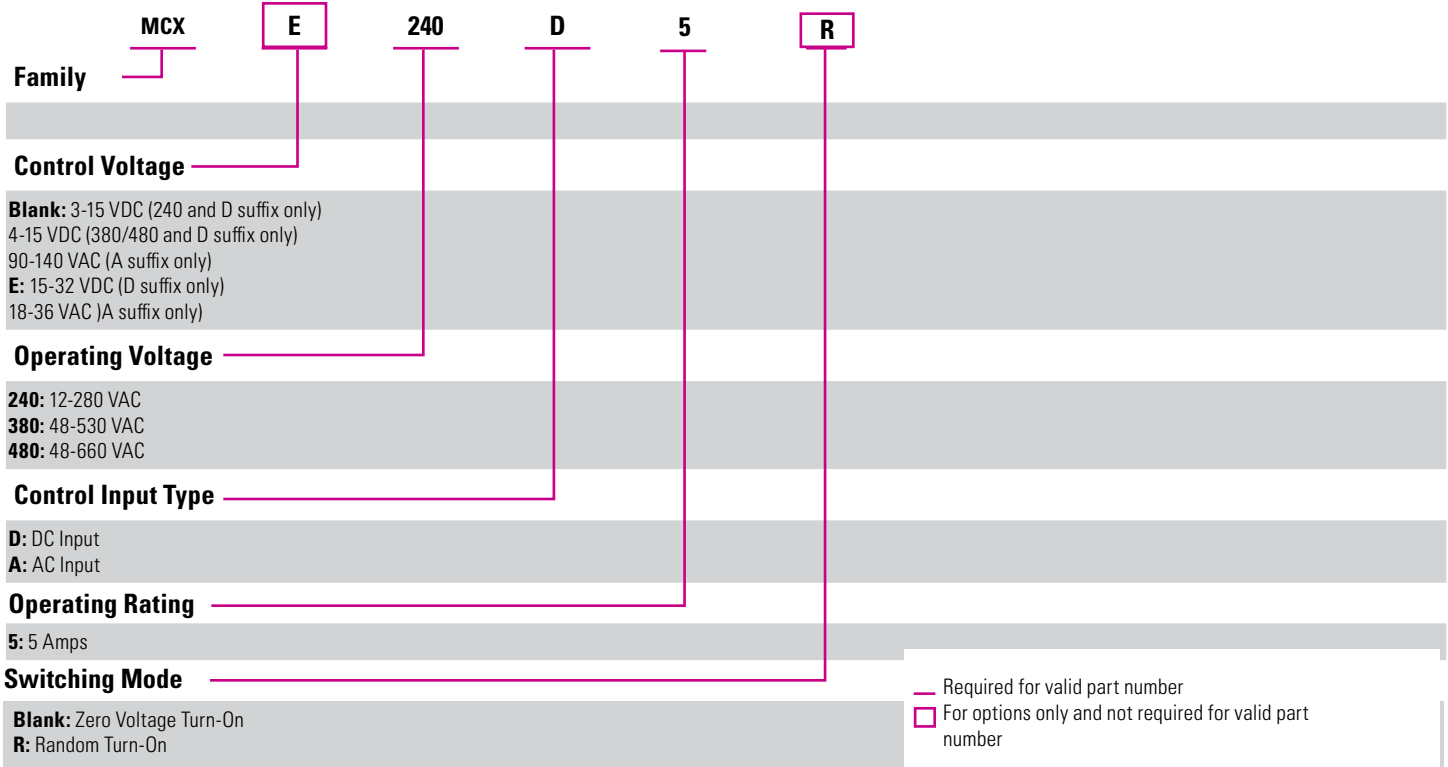 MCX E 240 D 5 R
Family
Control Voltage
Blank: 3-15 VDC (240 and D suffix only)
4-15 VDC (380/480 and D suffix only)
90-140 VAC (A suffix only)
E: 15-32 VDC (D suffix only)
18-36 VAC )A suffix only)
Operating Voltage
240: 12-280 VAC
380: 48-530 VAC
480: 48-660 VAC
Control Input Type
D: DC Input
A: AC Input
Operating Rating
5: 5 Amps
Switching Mode
Blank: Zero Voltage Turn-On
R: Random Turn-On
Required for valid part number
For options only and not required for valid part
number